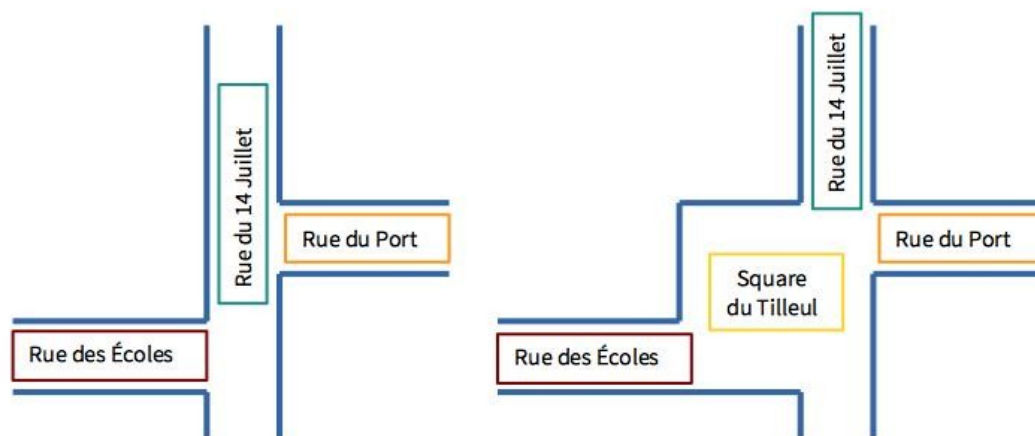 Rue du 14 Juillet
Rue du Port
Rue des Écoles
Rue du 14 Juillet
Rue du Port
Square
du Tilleul
Rue des Écoles